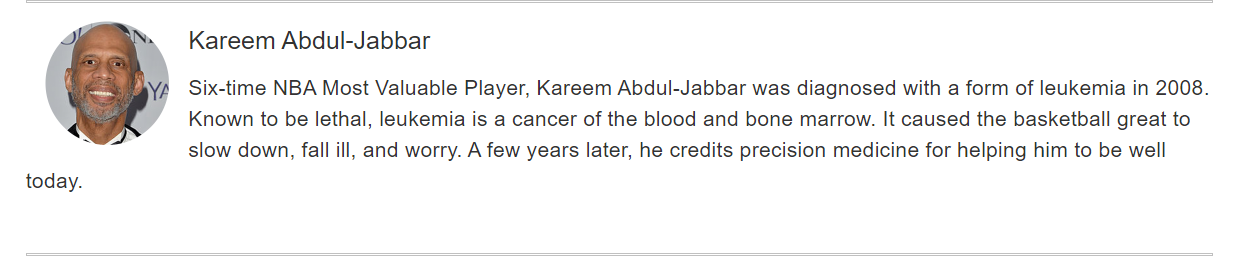 Kareem Abdul-Jabbar
Six-time NBA Most Valuable Player, Kareem Abdul-Jabbar was diagnosed with a form of leukemia in 2008.
Known to be lethal, leukemia is a cancer of the blood and bone marrow. It caused the basketball great to
slow down, fall ill, and worry. A few years later, he credits precision medicine for helping him to be well
today.